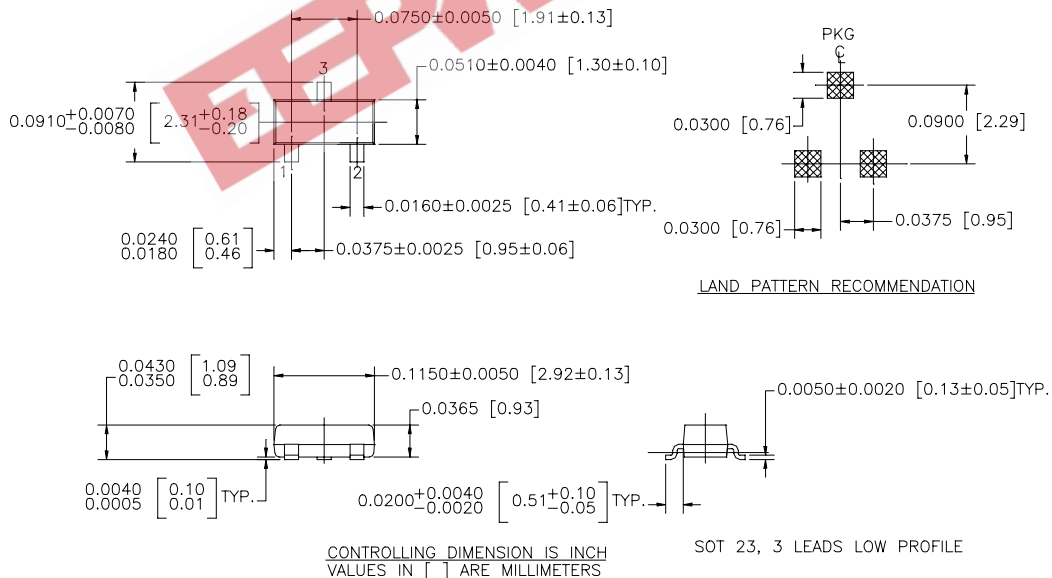 0.0750±0.0050 [1.91±0.13]
3
0.0510±0.0040 [1.30±0.10]
0.0910+0.0070 -0.0080 [2.31+0.18 -0.20]
1
2
0.0160±0.0025 [0.41±0.06]TYP.
0.0240 [0.61
0.0180 0.46]
0.0375±0.0025 [0.95±0.06]
PKG
C
L
0.0300 [0.76]
0.0900 [2.29]
0.0300 [0.76]
0.0375 [0.95]
LAND PATTERN RECOMMENDATION
0.0430 [1.09
0.0350 0.89]
0.1150±0.0050 [2.92±0.13]
0.0365 [0.93]
0.0040 [0.10
0.0005 0.01] TYP.
0.0050±0.0020 [0.13±0.05]TYP.
0.0200+0.0040 -0.0020 [0.51+0.10 -0.05] TYP.
CONTROLLING DIMENSION IS INCH
VALUES IN [ ] ARE MILLIMETERS
SOT 23, 3 LEADS LOW PROFILE